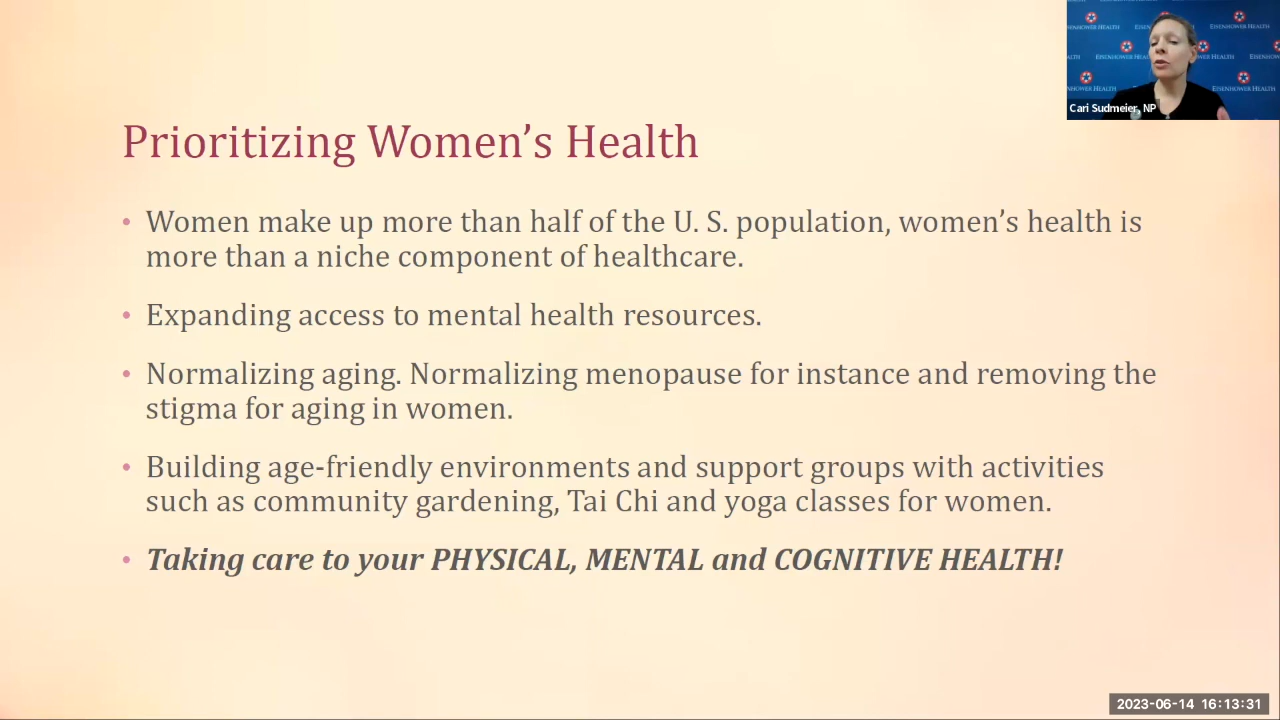 EISENHOWER HEALTH
Cari Sudmeier, NP
Prioritizing Women’s Health
• Women make up more than half of the U. S. population, women’s health is
more than a niche component of healthcare.
• Expanding access to mental health resources.
• Normalizing aging. Normalizing menopause for instance and removing the
stigma for aging in women.
• Building age-friendly environments and support groups with activities
such as community gardening, Tai Chi and yoga classes for women.
• Taking care to your PHYSICAL, MENTAL and COGNITIVE HEALTH!
2023-06-14 16:13:31